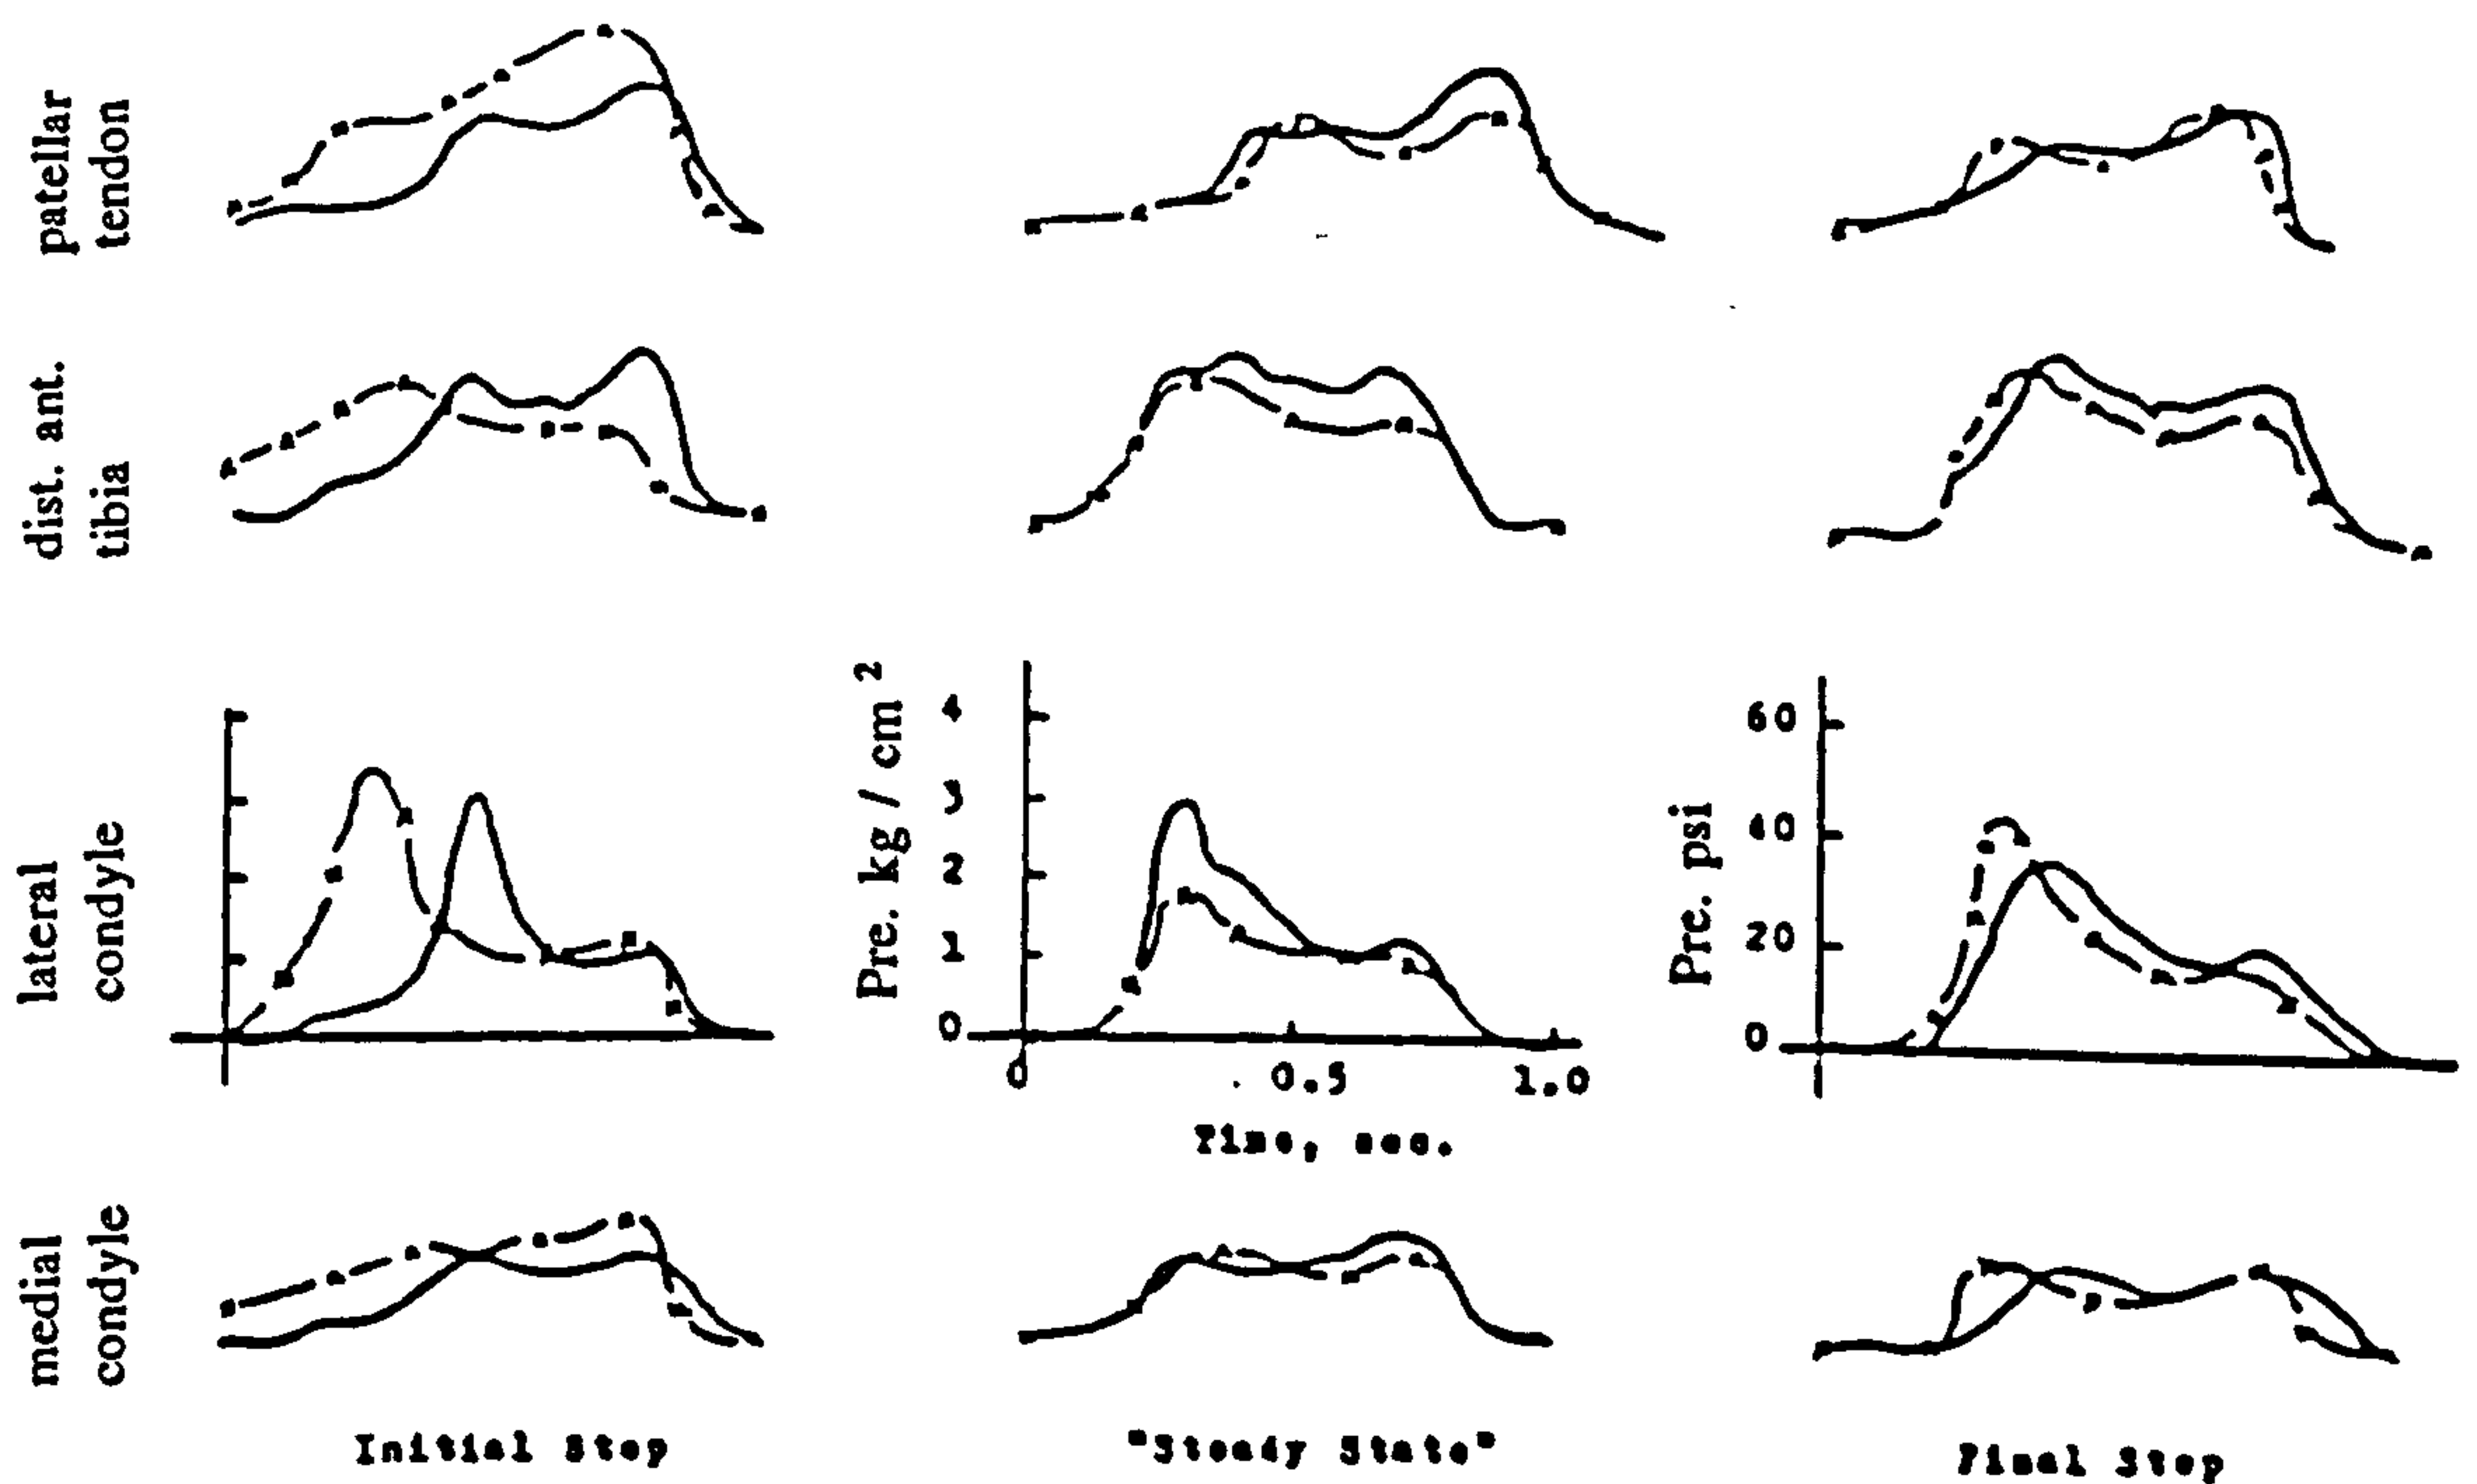 patellar
tendon
dist. ant.
tibia
lateral
condyle
Pre. kg / cm 2
4
3
2
1
0
0
0.5
1.0
Time, sec.
Pre. psi
60
40
20
0
medial
condyle
Initial Step
"Steady State"
Final Step